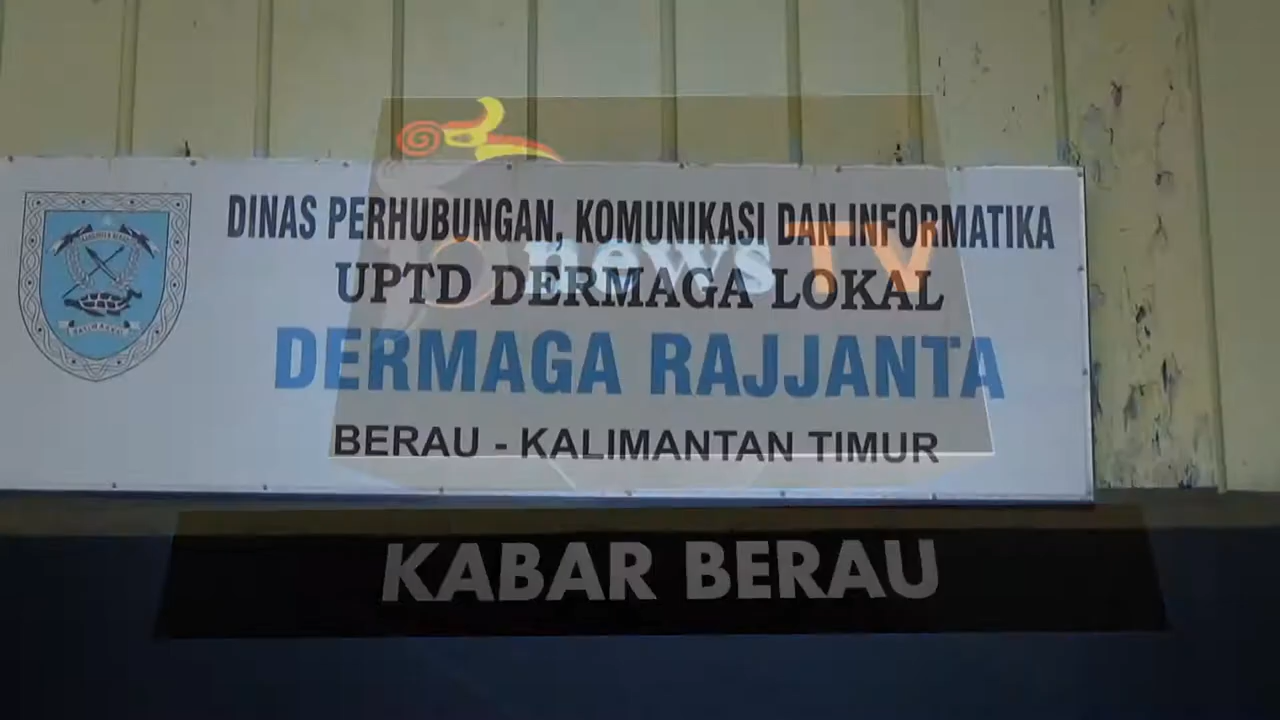 DINAS PERHUBUNGAN, KOMUNIKASI DAN INFORMATIKA
UPTD DERMAGA LOKAL
DERMAGA RAJJANTA
BERAU - KALIMANTAN TIMUR
news TV
KABAR BERAU